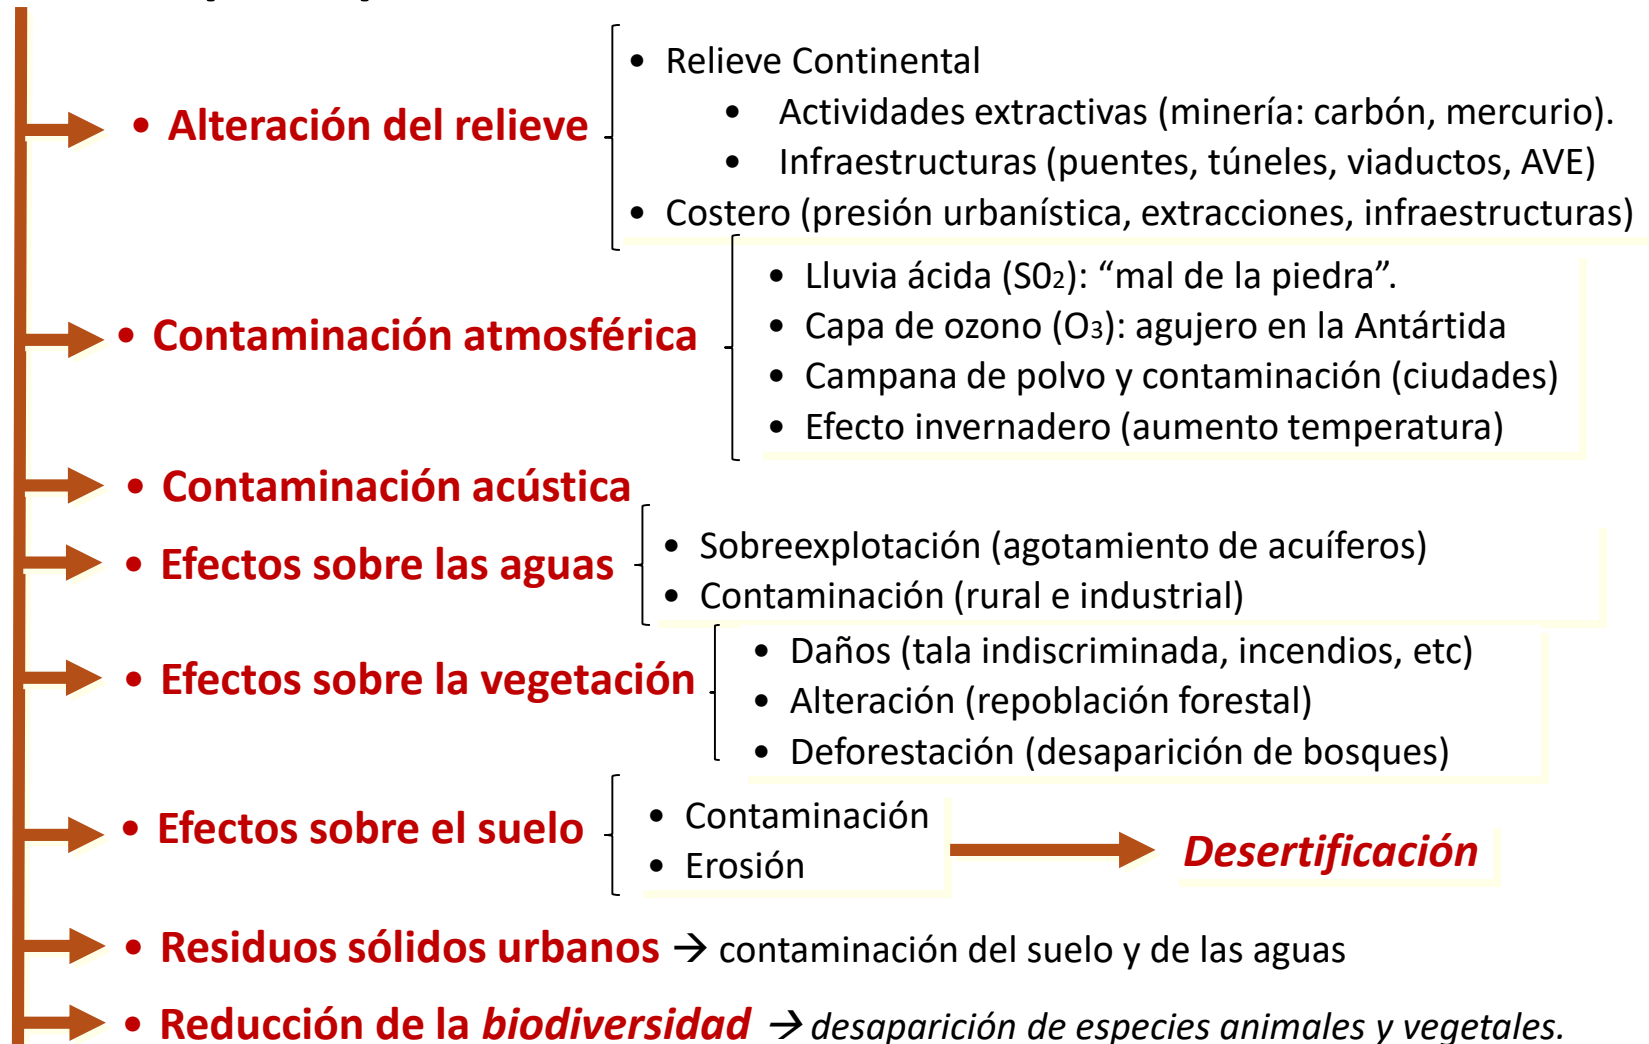 • Alteración del relieve
• Relieve Continental
• Actividades extractivas (minería: carbón, mercurio).
• Infraestructuras (puentes, túneles, viaductos, AVE)
• Costero (presión urbanística, extracciones, infraestructuras)
• Contaminación atmosférica
• Lluvia ácida (S02): “mal de la piedra”.
• Capa de ozono (O3): agujero en la Antártida
• Campana de polvo y contaminación (ciudades)
• Efecto invernadero (aumento temperatura)
• Contaminación acústica
• Efectos sobre las aguas
• Sobreexplotación (agotamiento de acuíferos)
• Contaminación (rural e industrial)
• Efectos sobre la vegetación
• Daños (tala indiscriminada, incendios, etc)
• Alteración (repoblación forestal)
• Deforestación (desaparición de bosques)
• Efectos sobre el suelo
• Contaminación
• Erosión
Desertificación
• Residuos sólidos urbanos → contaminación del suelo y de las aguas
• Reducción de la biodiversidad → desaparición de especies animales y vegetales.